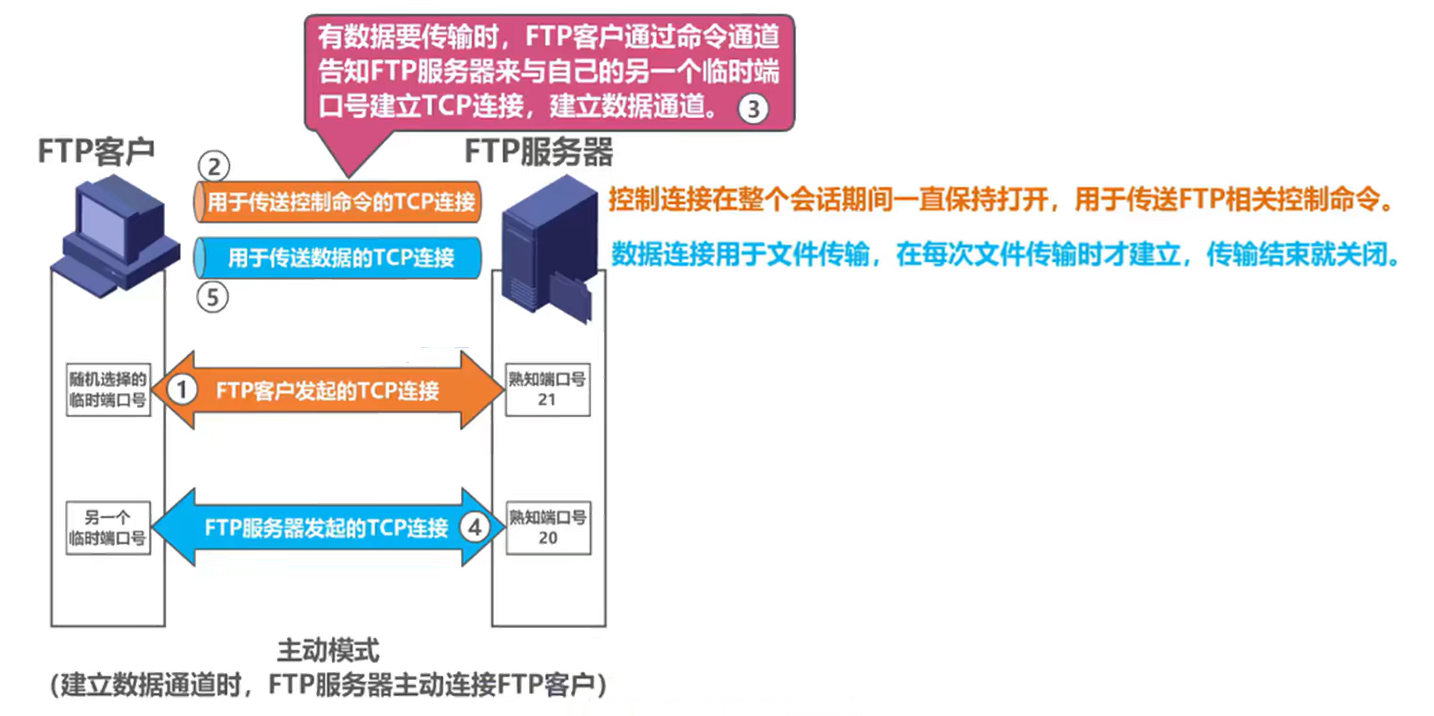 有数据要传输时，FTP客户通过命令通道
告知FTP服务器来与自己的另一个临时端
口号建立TCP连接，建立数据通道。 ③
FTP客户
FTP服务器
②
用于传送控制命令的TCP连接
控制连接在整个会话期间一直保持打开，用于传送FTP相关控制命令。
用于传送数据的TCP连接
数据连接用于文件传输，在每次文件传输时才建立，传输结束就关闭。
⑤
随机选择的
临时端口号
① FTP客户发起的TCP连接
熟知端口号
21
另一个
临时端口号
FTP服务器发起的TCP连接 ④
熟知端口号
20
主动模式
（建立数据通道时，FTP服务器主动连接FTP客户）